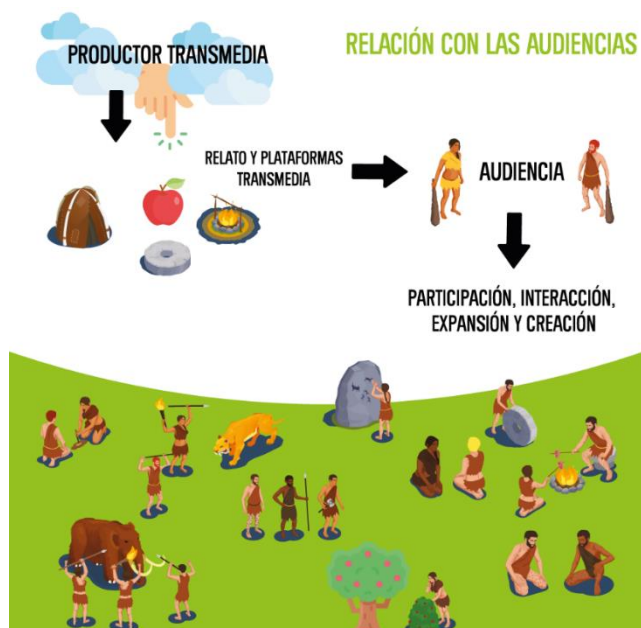 PRODUCTOR TRANSMEDIA
RELACIÓN CON LAS AUDIENCIAS
RELATO Y PLATAFORMAS
TRANSMEDIA
AUDIENCIA
PARTICIPACIÓN, INTERACCIÓN,
EXPANSIÓN Y CREACIÓN